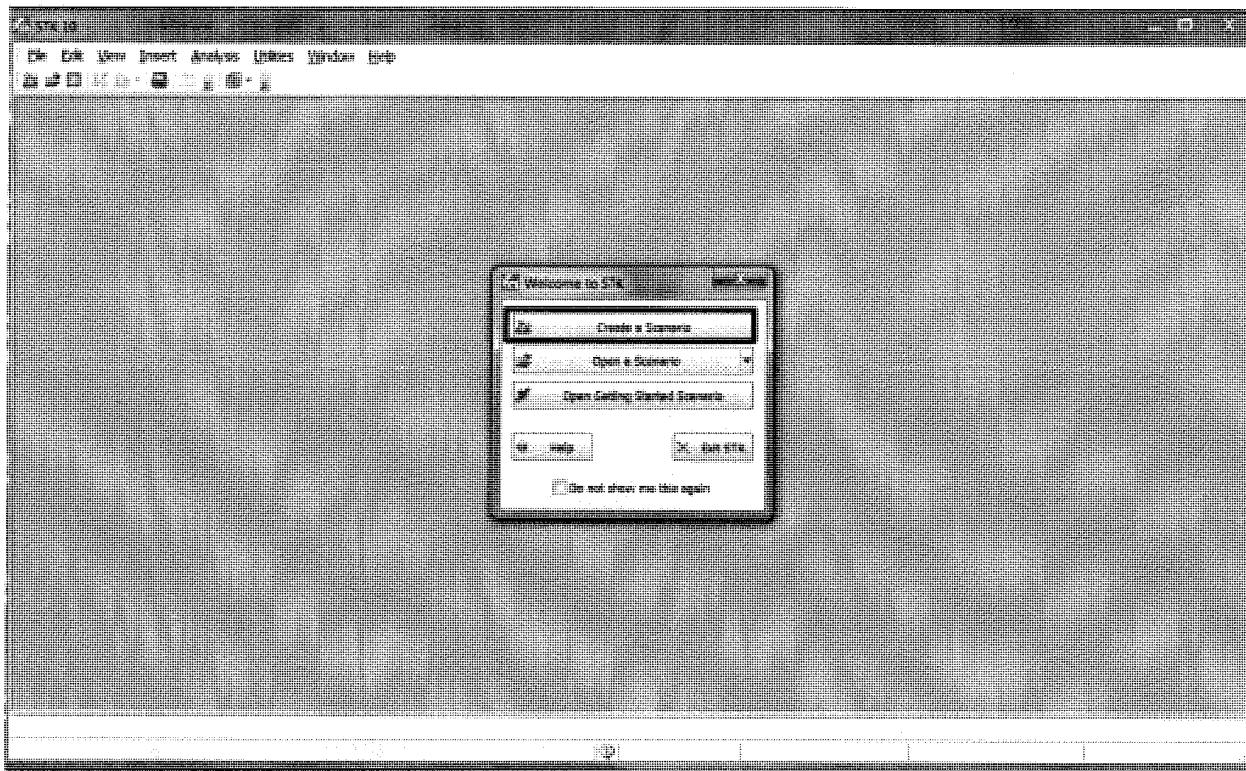 STK 10
File Edit View Insert Analysis Utilities Window Help
Welcome to STK
Create a Scenario
Open a Scenario
Open Getting Started Scenario
Help Exit STK
Do not show me this again